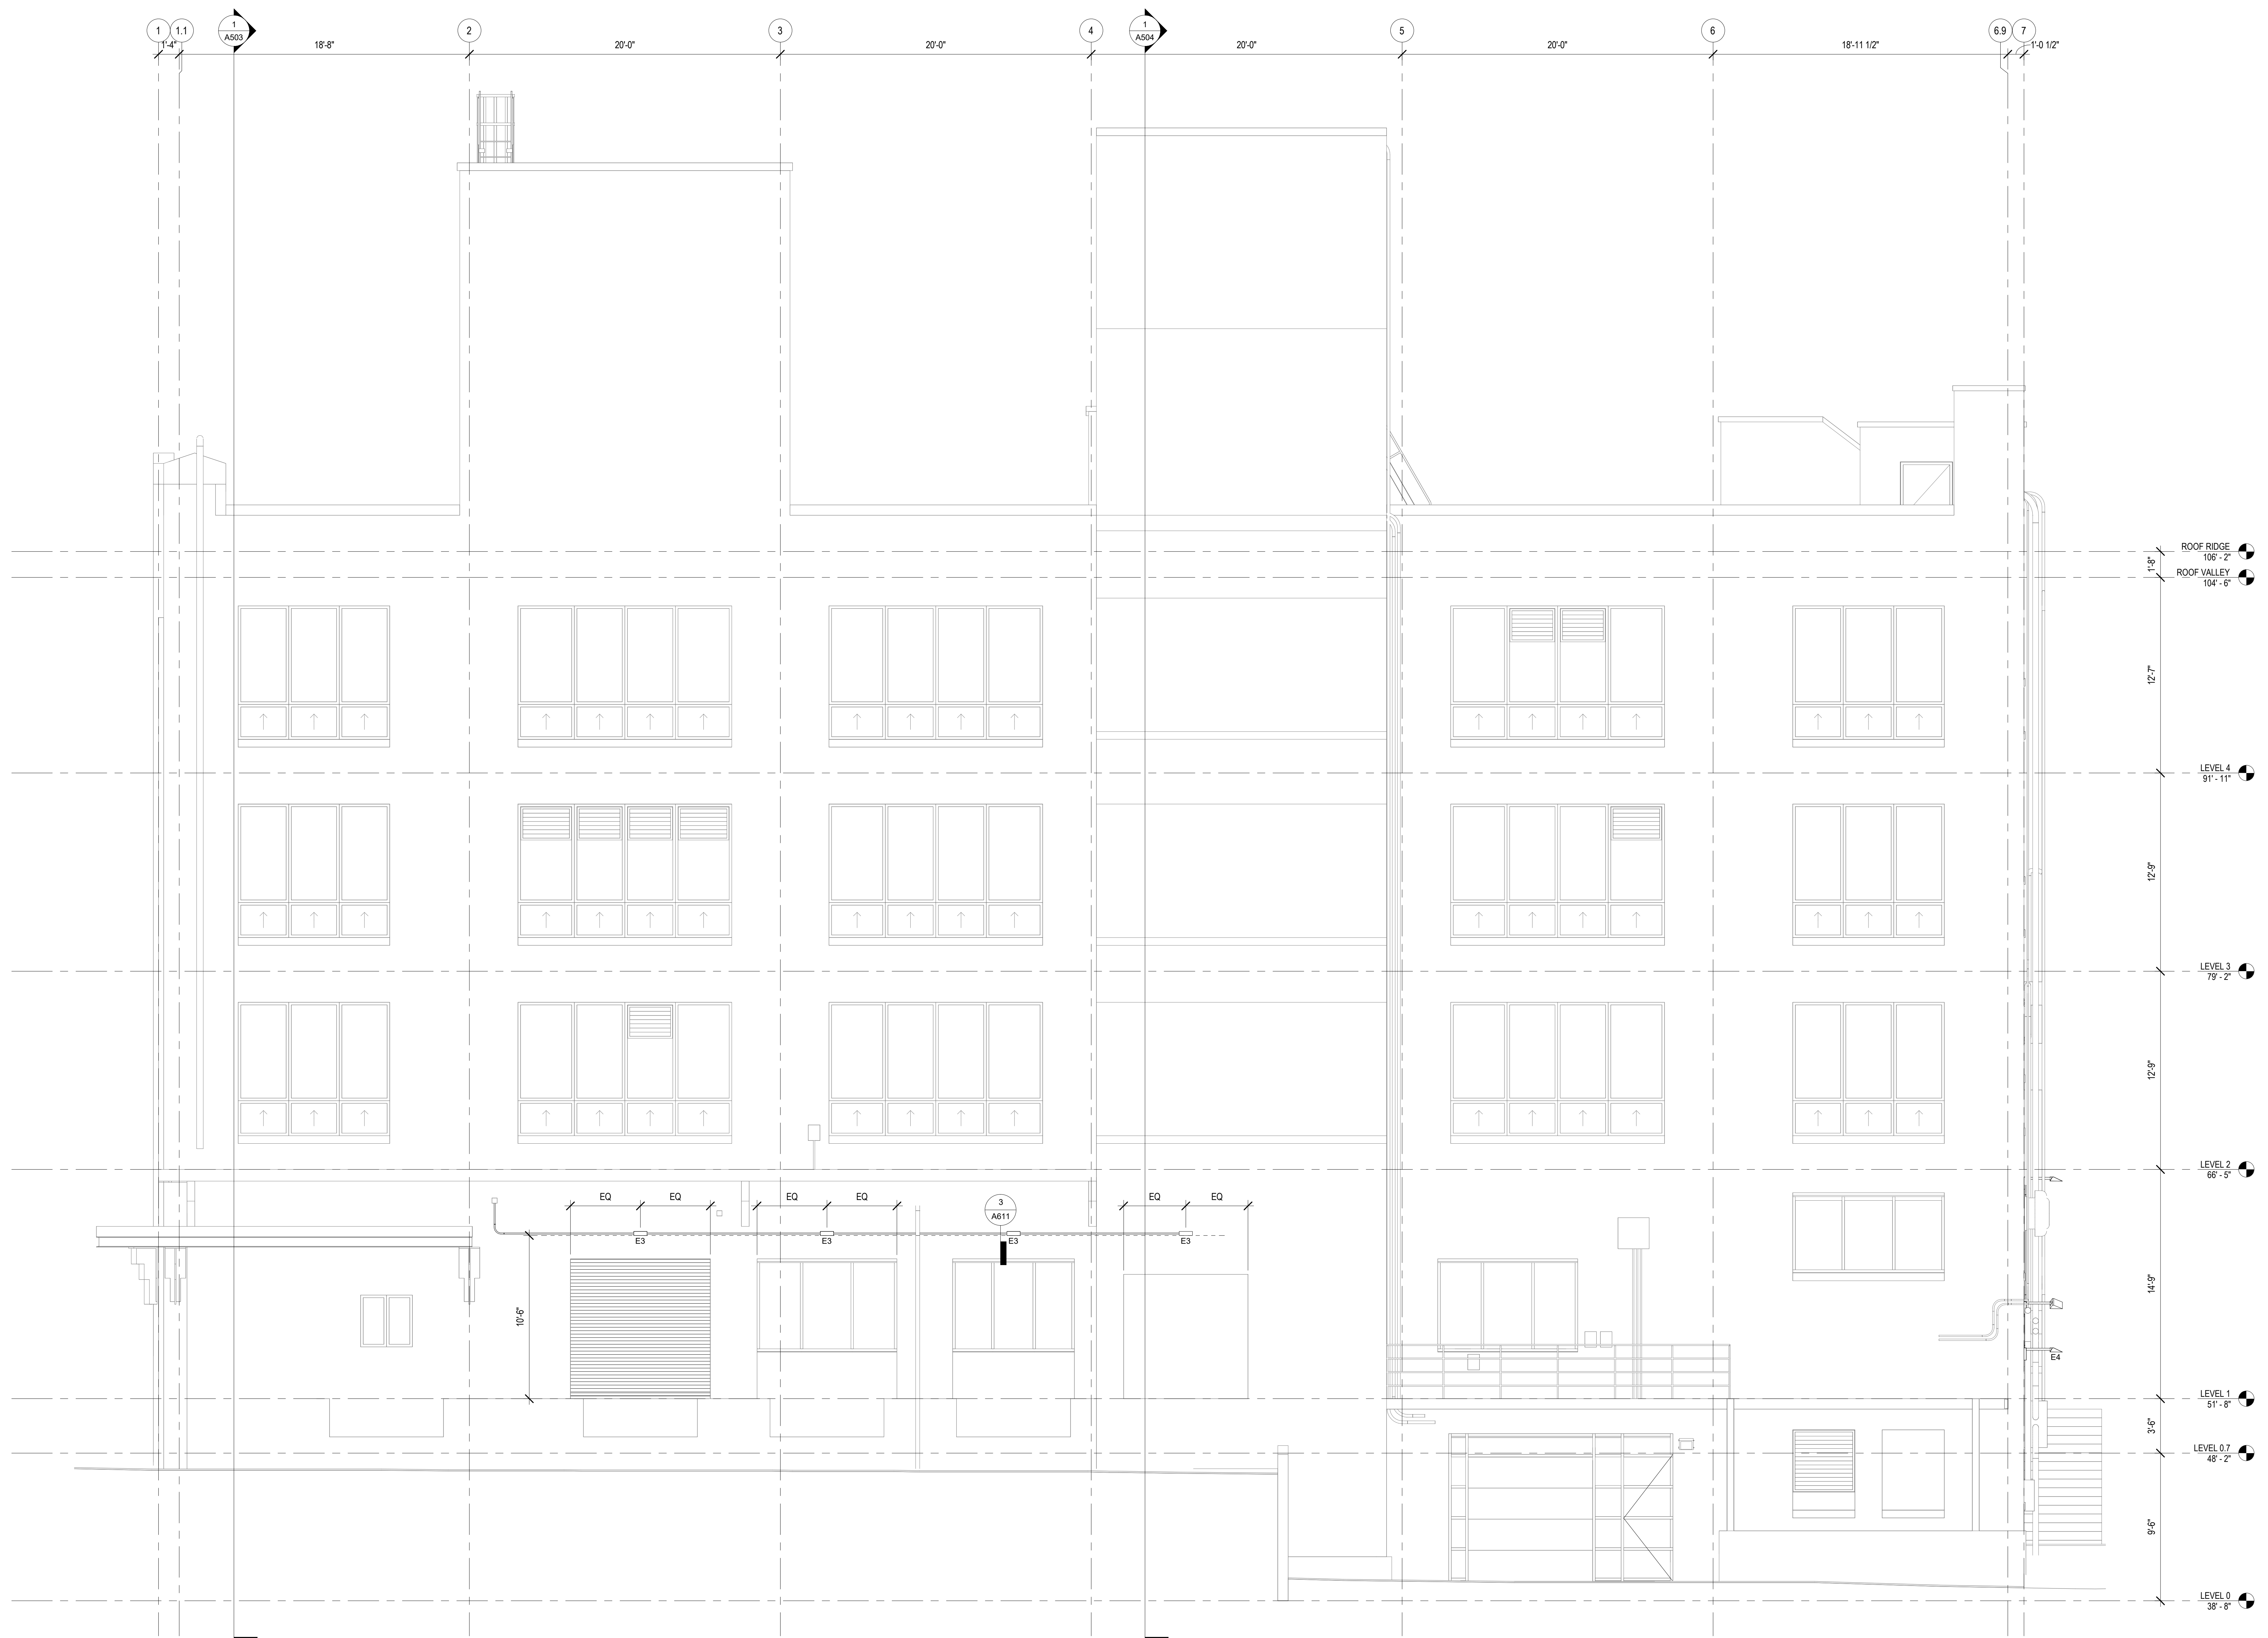 1
1.1
1
A503
2
3
4
1
A504
5
6
6.9
7
1'-4"
18'-8"
20'-0"
20'-0"
20'-0"
20'-0"
18'-11 1/2"
1'-0 1/2"
ROOF RIDGE
106' - 2"
1'-8"
ROOF VALLEY
104' - 6"
12'-7"
LEVEL 4
91' - 11"
12'-9"
LEVEL 3
79' - 2"
12'-9"
LEVEL 2
66' - 5"
EQ
EQ
EQ
EQ
3
A611
EQ
EQ
E3
E3
E3
E3
10'-6"
14'-9"
E4
LEVEL 1
51' - 8"
3'-6"
LEVEL 0.7
48' - 2"
9'-6"
LEVEL 0
38' - 8"